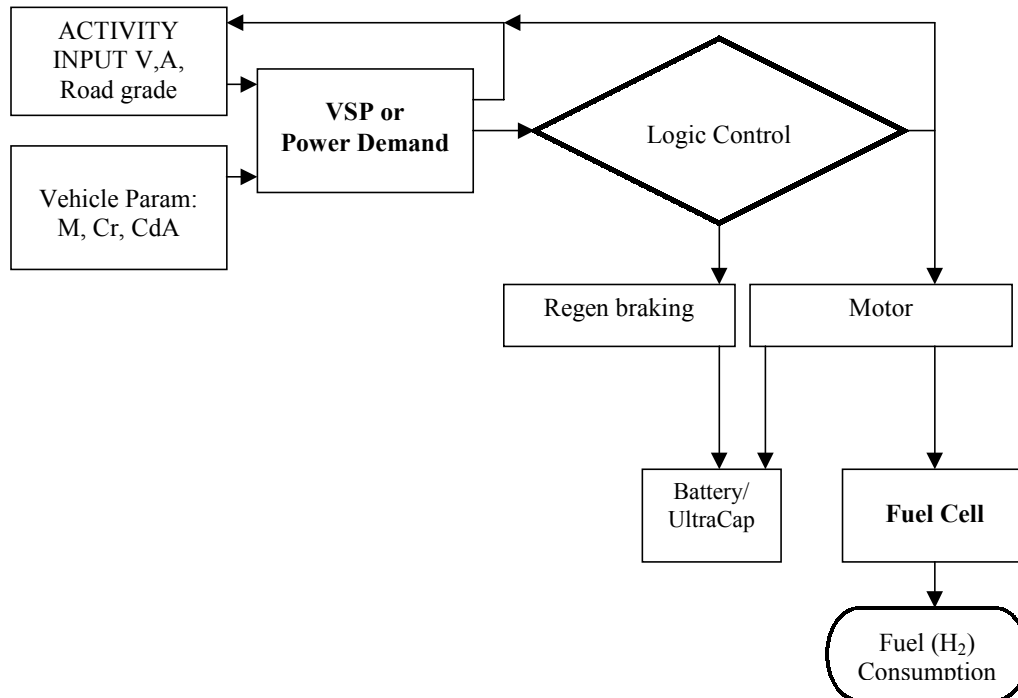 ACTIVITY
INPUT V,A,
Road grade
VSP or
Power Demand
Logic Control
Vehicle Param:
M, Cr, CdA
Regen braking
Motor
Battery/
UltraCap
Fuel Cell
Fuel (H₂)
Consumption